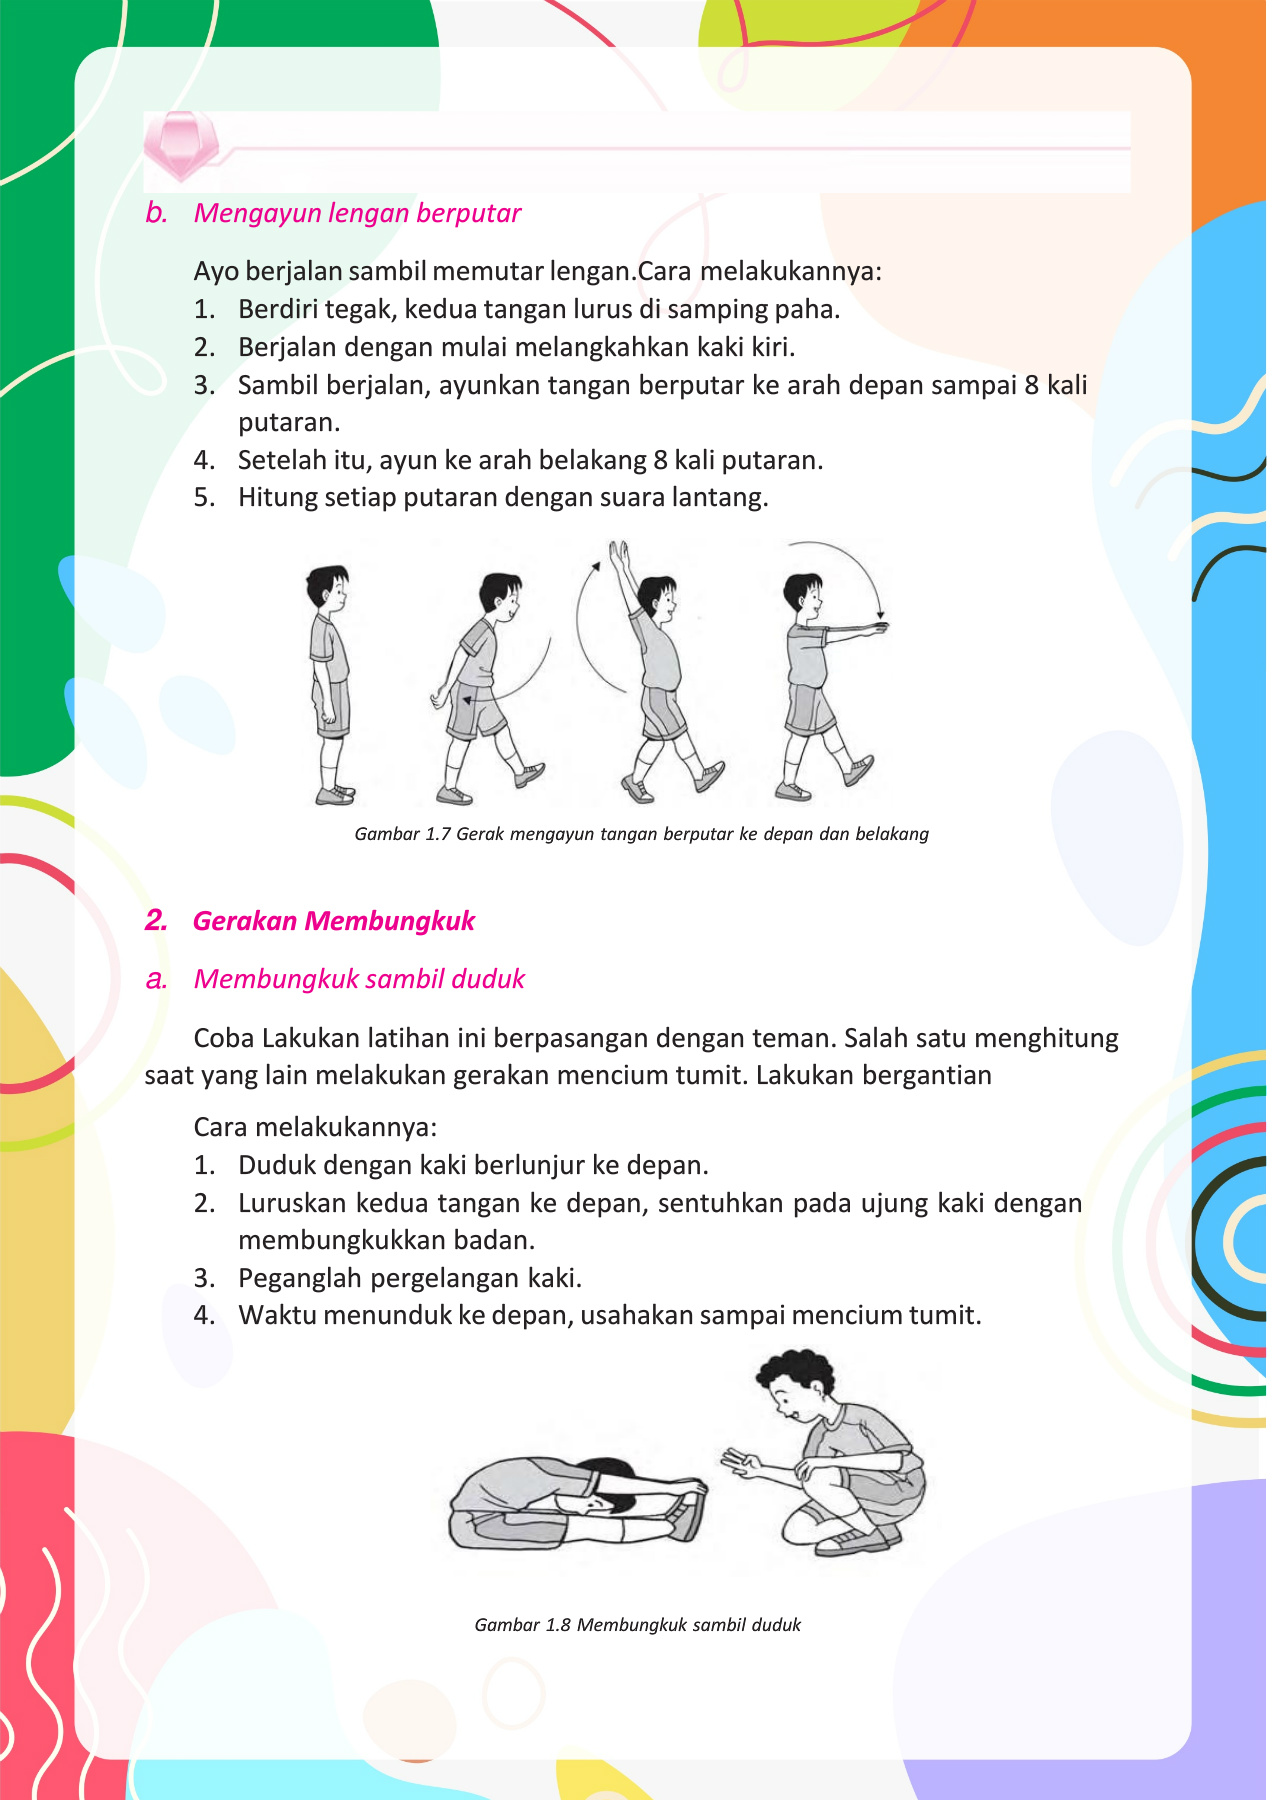 b. Mengayun lengan berputar
Ayo berjalan sambil memutar lengan.Cara melakukannya:
1. Berdiri tegak, kedua tangan lurus di samping paha.
2. Berjalan dengan mulai melangkahkan kaki kiri.
3. Sambil berjalan, ayunkan tangan berputar ke arah depan sampai 8 kali
putaran.
4. Setelah itu, ayun ke arah belakang 8 kali putaran.
5. Hitung setiap putaran dengan suara lantang.
Gambar 1.7 Gerak mengayun tangan berputar ke depan dan belakang
2. Gerakan Membungkuk
a. Membungkuk sambil duduk
Coba Lakukan latihan ini berpasangan dengan teman. Salah satu menghitung
saat yang lain melakukan gerakan mencium tumit. Lakukan bergantian
Cara melakukannya:
1. Duduk dengan kaki berlunjur ke depan.
2. Luruskan kedua tangan ke depan, sentuhkan pada ujung kaki dengan
membungkukkan badan.
3. Peganglah pergelangan kaki.
4. Waktu menunduk ke depan, usahakan sampai mencium tumit.
Gambar 1.8 Membungkuk sambil duduk